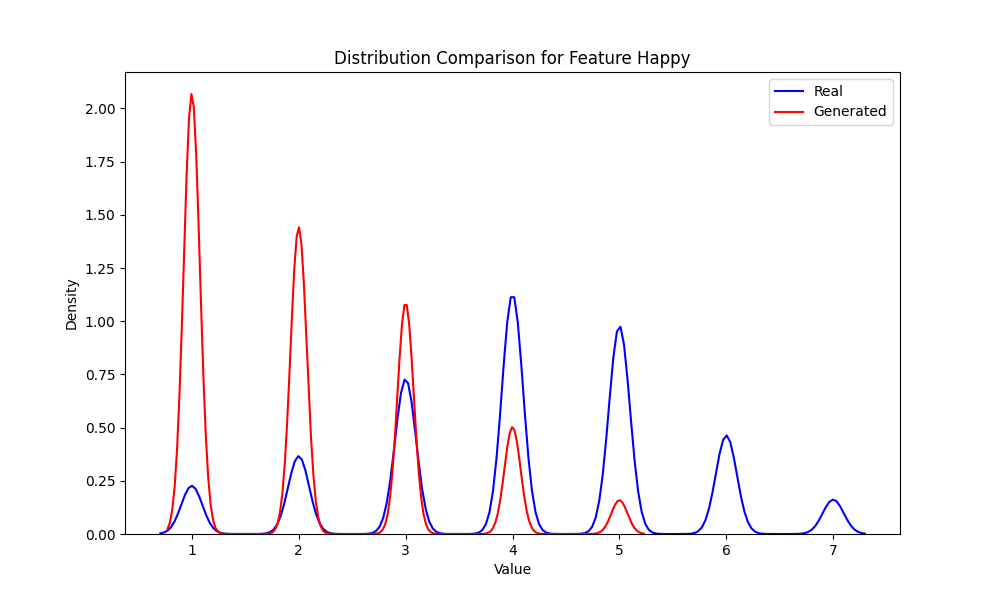 Distribution Comparison for Feature Happy
Real
Generated
Density
2.00
1.75
1.50
1.25
1.00
0.75
0.50
0.25
0.00
1 2 3 4 5 6 7
Value